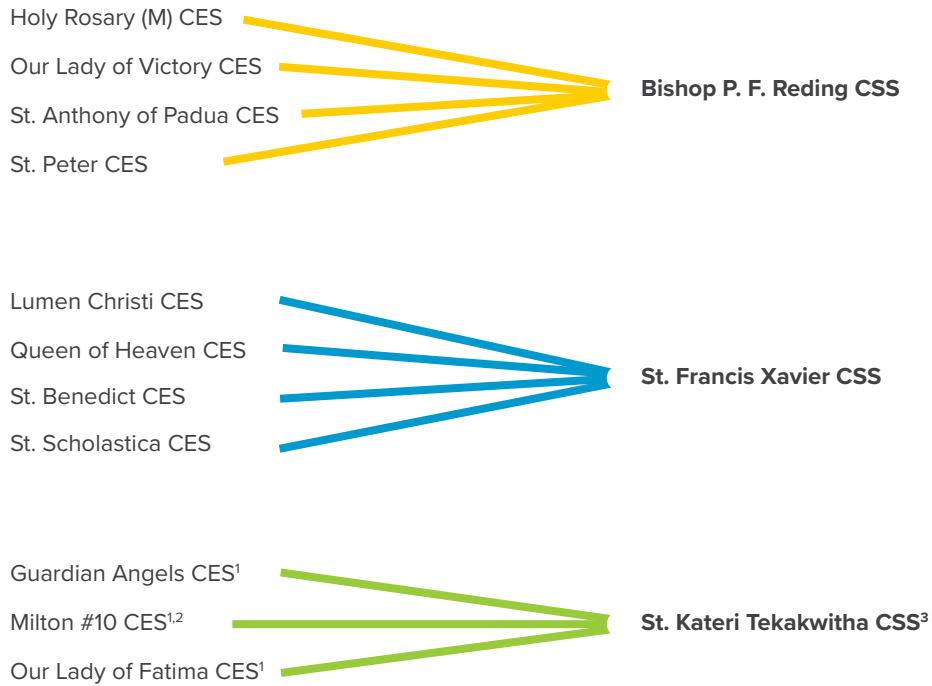 Holy Rosary (M) CES
Our Lady of Victory CES
St. Anthony of Padua CES
St. Peter CES
Bishop P. F. Reding CSS
Lumen Christi CES
Queen of Heaven CES
St. Benedict CES
St. Scholastica CES
St. Francis Xavier CSS
Guardian Angels CES¹
Milton #10 CES¹,²
Our Lady of Fatima CES¹
St. Kateri Tekakwitha CSS³